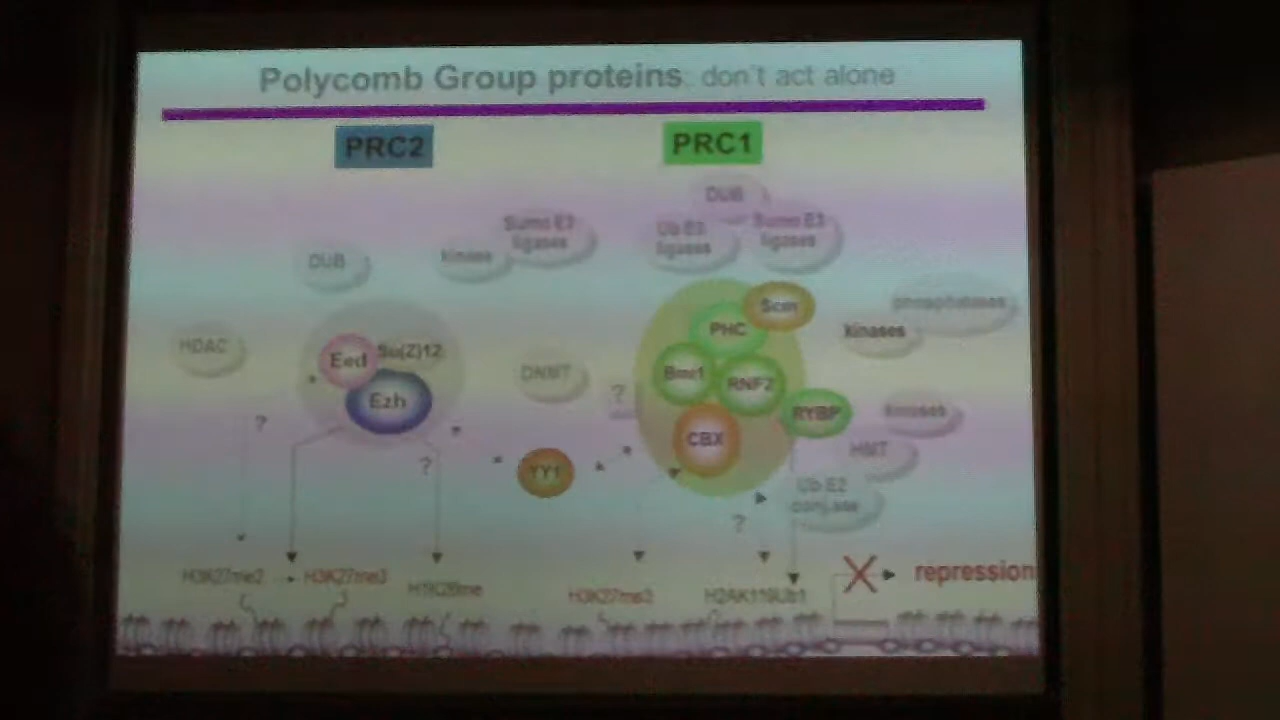 Polycomb Group proteins: don't act alone
PRC2
PRC1
DUB
Sumo E3
ligases
kinase
DUB
Ub E3
ligases
Sumo E3
ligases
HDAC
Eed
Su(Z)12
Ezh
DNMT
?
?
?
YY1
Scm
PHC
Bmi1
RNF2
RYBP
CBX
phosphatases
kinases
kinases
HMT
Ub E2
conj.ase
?
H3K27me2
H3K27me3
H1K26me
H3K27me3
H2AK119Ub1
X
repression